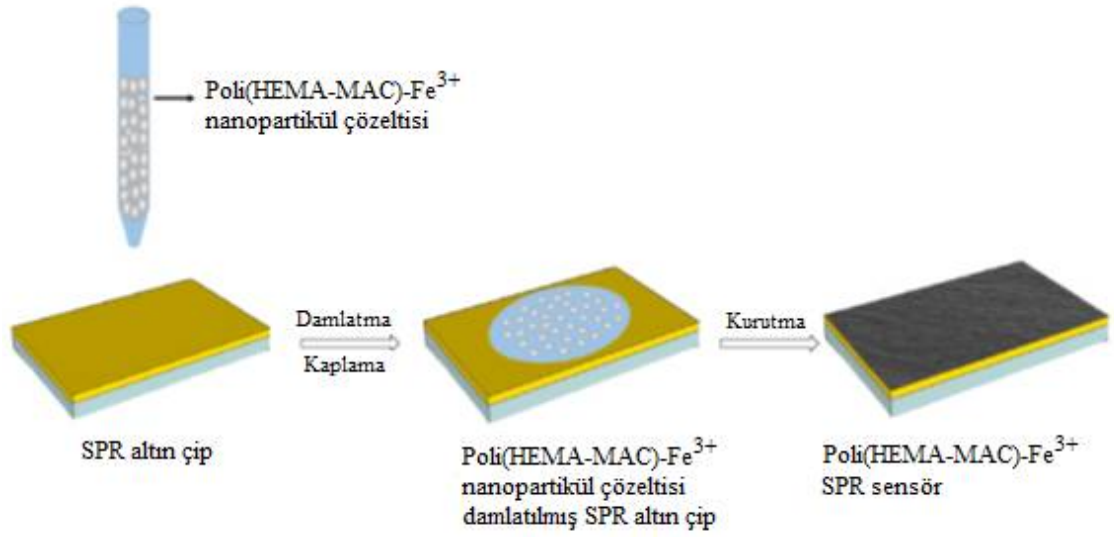 Poli(HEMA-MAC)-Fe³⁺
nanopartikül çözeltisi
Damlatma
Kaplama
Kurutma
SPR altın çip
Poli(HEMA-MAC)-Fe³⁺
nanopartikül çözeltisi
damlatılmış SPR altın çip
Poli(HEMA-MAC)-Fe³⁺
SPR sensör